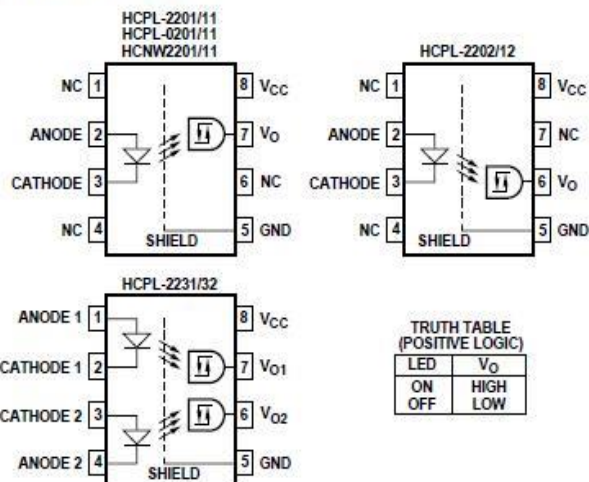 HCPL-2201/11
HCPL-0201/11
HCNW2201/11
NC 1
ANODE 2
CATHODE 3
NC 4
8 VCC
7 VO
6 NC
5 GND
SHIELD
HCPL-2202/12
NC 1
ANODE 2
CATHODE 3
NC 4
8 VCC
7 NC
6 VO
5 GND
SHIELD
HCPL-2231/32
ANODE 1 1
CATHODE 1 2
CATHODE 2 3
ANODE 2 4
8 VCC
7 VO1
6 VO2
5 GND
SHIELD
TRUTH TABLE
(POSITIVE LOGIC)
LED VO
ON HIGH
OFF LOW